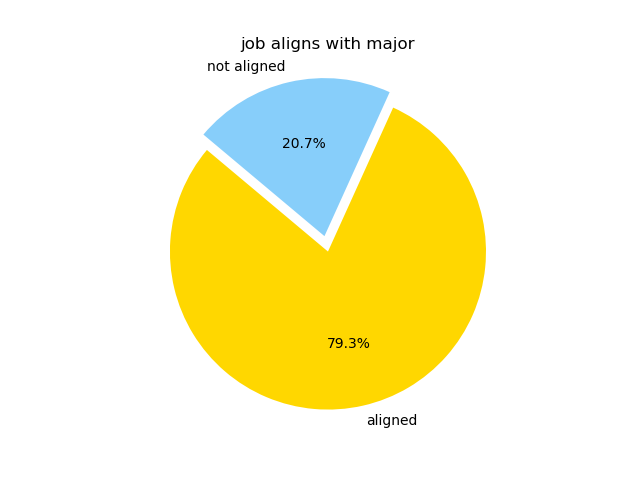 job aligns with major
not aligned
20.7%
79.3%
aligned